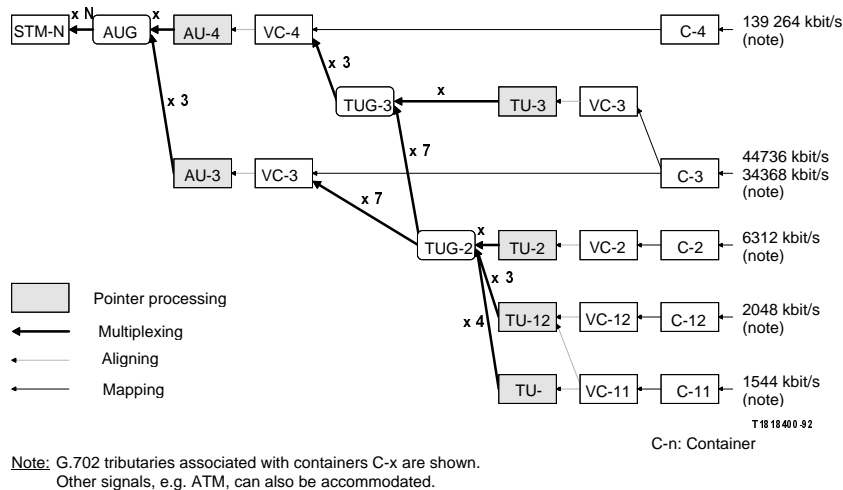 x N
x
139 264 kbit/s
(note)
STM-N
AUG
AU-4
VC-4
C-4
x 3
x
x 3
TUG-3
TU-3
VC-3
x 7
44736 kbit/s
34368 kbit/s
(note)
AU-3
VC-3
C-3
x 7
x
6312 kbit/s
(note)
TUG-2
TU-2
VC-2
C-2
x 3
Pointer processing
x 4
TU-12
VC-12
C-12
2048 kbit/s
(note)
Multiplexing
Aligning
Mapping
TU-
VC-11
C-11
1544 kbit/s
(note)
T1818400-92
C-n: Container
Note: G.702 tributaries associated with containers C-x are shown.
Other signals, e.g. ATM, can also be accommodated.